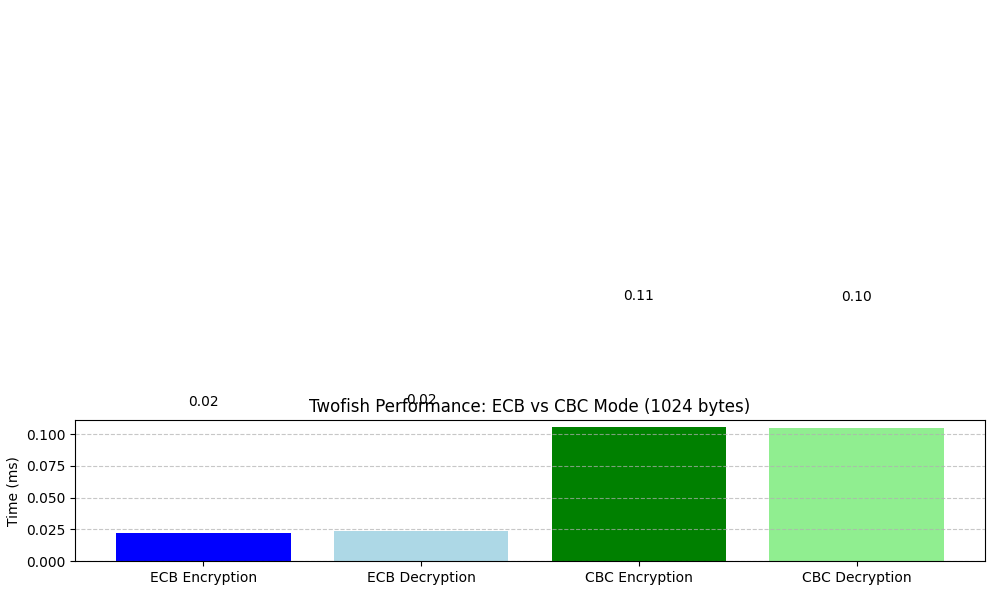 0.11
0.10
0.02
0.02
Twofish Performance: ECB vs CBC Mode (1024 bytes)
Time (ms)
0.100
0.075
0.050
0.025
0.000
ECB Encryption
ECB Decryption
CBC Encryption
CBC Decryption